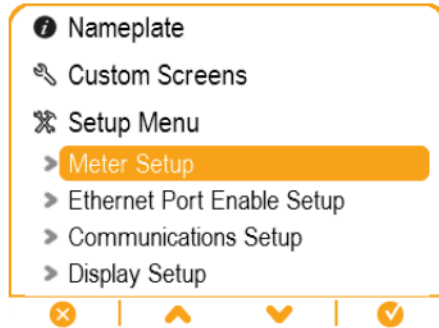 Nameplate
Custom Screens
Setup Menu
Meter Setup
Ethernet Port Enable Setup
Communications Setup
Display Setup